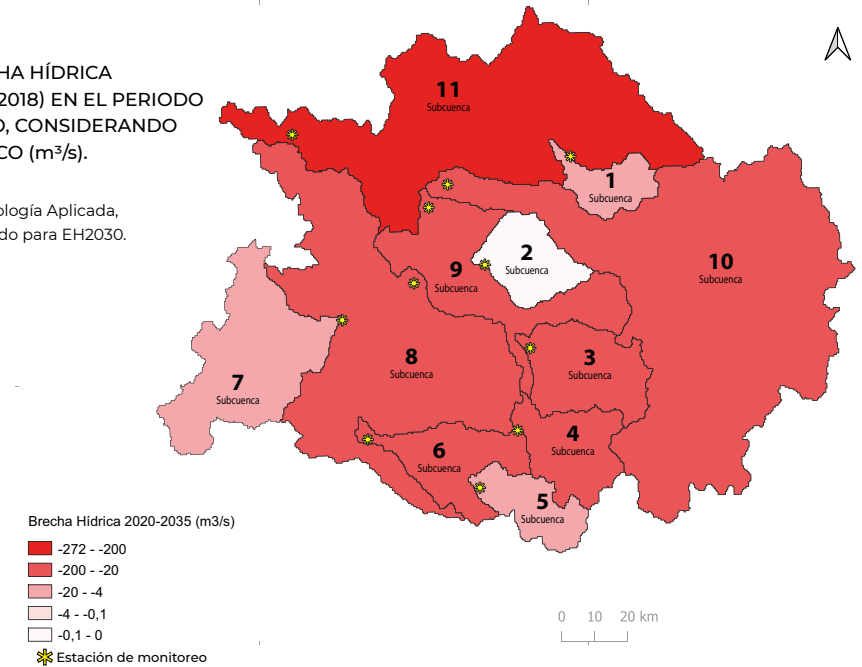 HA HÍDRICA
2018) EN EL PERIODO
O, CONSIDERANDO
CO (m³/s).
ología Aplicada,
do para EH2030.
11
Subcuenca
1
Subcuenca
2
Subcuenca
10
Subcuenca
9
Subcuenca
8
Subcuenca
3
Subcuenca
7
Subcuenca
4
Subcuenca
6
Subcuenca
5
Subcuenca
Brecha Hídrica 2020-2035 (m3/s)
-272 - -200
-200 - -20
-20 - -4
-4 - -0,1
-0,1 - 0
Estación de monitoreo
0 10 20 km